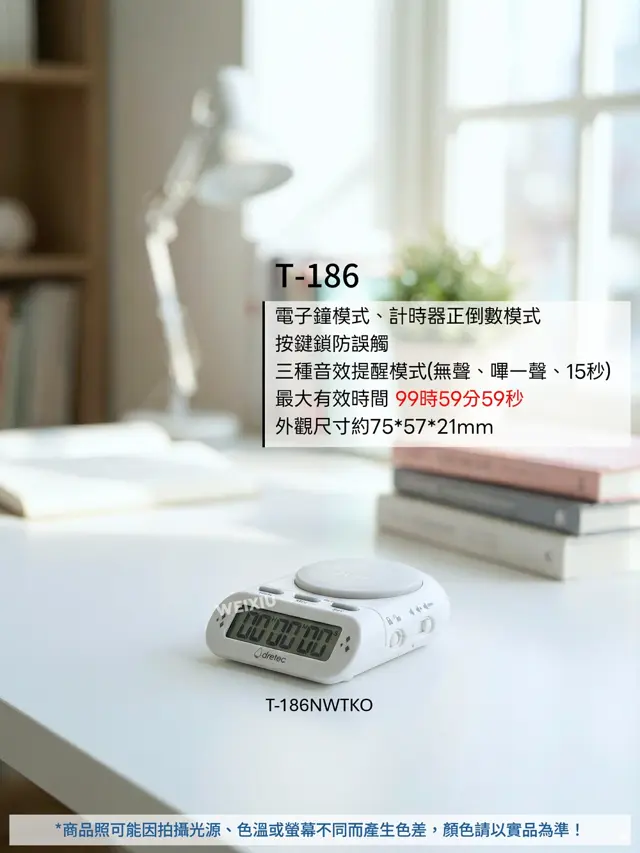 T-186
電子鐘模式、計時器正倒數模式
按鍵鎖防誤觸
三種音效提醒模式(無聲、嗶一聲、15秒)
最大有效時間 99時59分59秒
外觀尺寸約75*57*21mm
WEIXIU
00 00 00
dretec
T-186NWTKO
*商品照可能因拍攝光源、色溫或螢幕不同而產生色差，顏色請以實品為準！